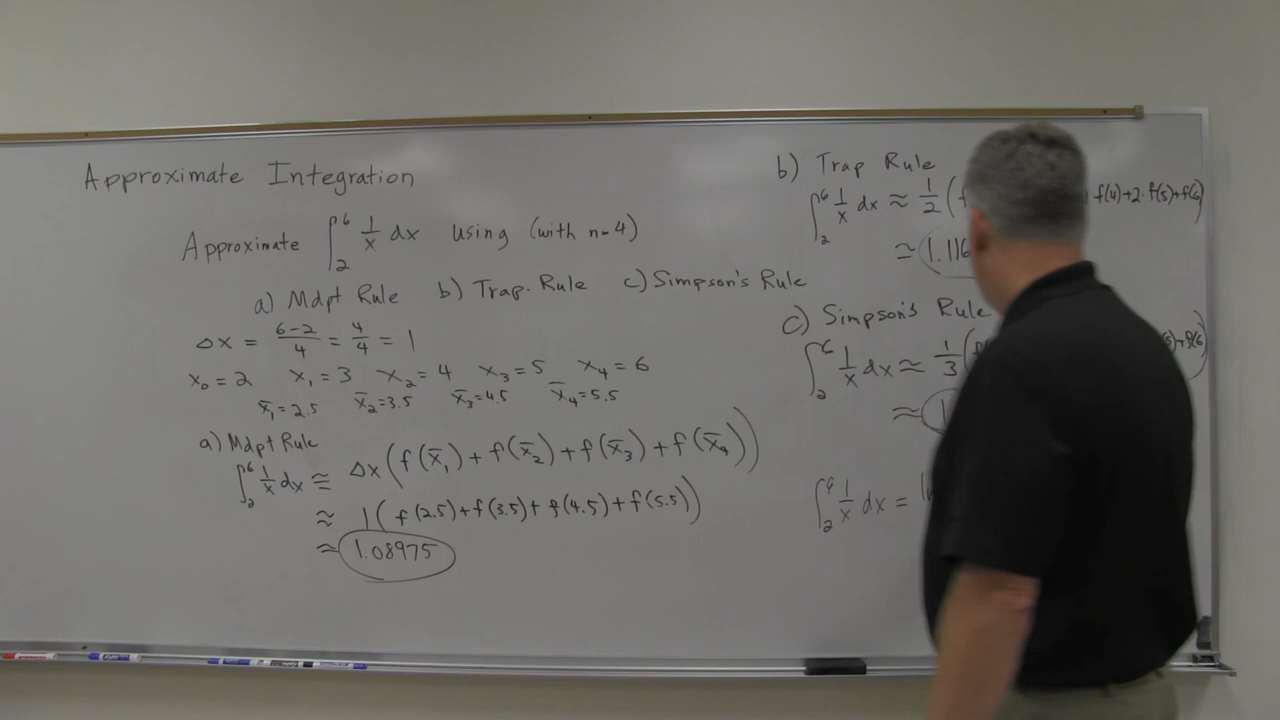 Approximate Integration
Approximate ∫₂⁶ 1/x dx using (with n=4)
a) Mdpt Rule b) Trap. Rule c) Simpson's Rule
Δx = (6-2)/4 = 4/4 = 1
x₀ = 2 x₁ = 3 x₂ = 4 x₃ = 5 x₄ = 6
x̄₁ = 2.5 x̄₂ = 3.5 x̄₃ = 4.5 x̄₄ = 5.5
a) Mdpt Rule
∫₂⁶ 1/x dx ≈ Δx(f(x̄₁) + f(x̄₂) + f(x̄₃) + f(x̄₄))
≈ 1(f(2.5)+f(3.5)+f(4.5)+f(5.5))
≈ 1.08975
b) Trap Rule
∫₂⁶ 1/x dx ≈ 1/2 (f f(4)+2·f(5)+f(6)
≈ 1.116
c) Simpson's Rule
∫₂⁶ 1/x dx ≈ 1/3 ( )+f(6)
≈ 1
∫₂⁶ 1/x dx = ln